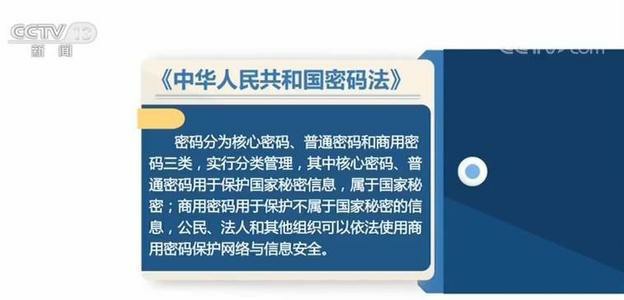 CCTV 13
新闻
CCTV.com
《中华人民共和国密码法》
密码分为核心密码、普通密码和商用密
码三类，实行分类管理，其中核心密码、普
通密码用于保护国家秘密信息，属于国家秘
密；商用密码用于保护不属于国家秘密的信
息，公民、法人和其他组织可以依法使用商
用密码保护网络与信息安全。